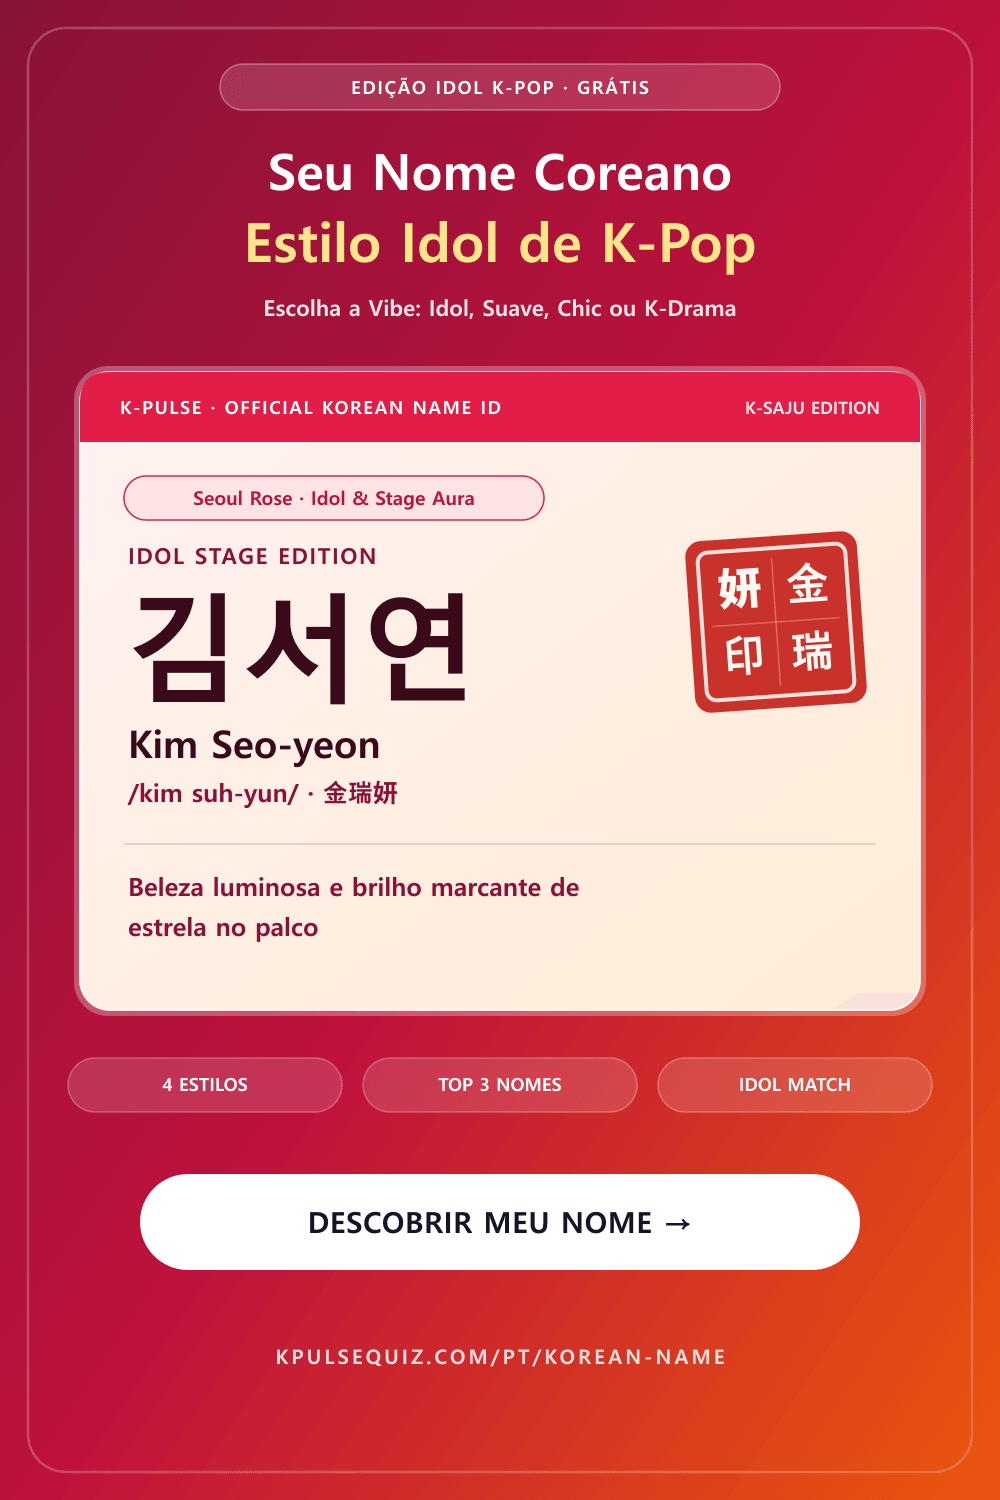 EDIÇÃO IDOL K-POP · GRÁTIS
Seu Nome Coreano
Estilo Idol de K-Pop
Escolha a Vibe: Idol, Suave, Chic ou K-Drama
K-PULSE · OFFICIAL KOREAN NAME ID
K-SAJU EDITION
Seoul Rose · Idol & Stage Aura
IDOL STAGE EDITION
김서연
Kim Seo-yeon
/kim suh-yun/ · 金瑞妍
妍 金
印 瑞
Beleza luminosa e brilho marcante de
estrela no palco
4 ESTILOS
TOP 3 NOMES
IDOL MATCH
DESCOBRIR MEU NOME →
KPULSEQUIZ.COM/PT/KOREAN-NAME